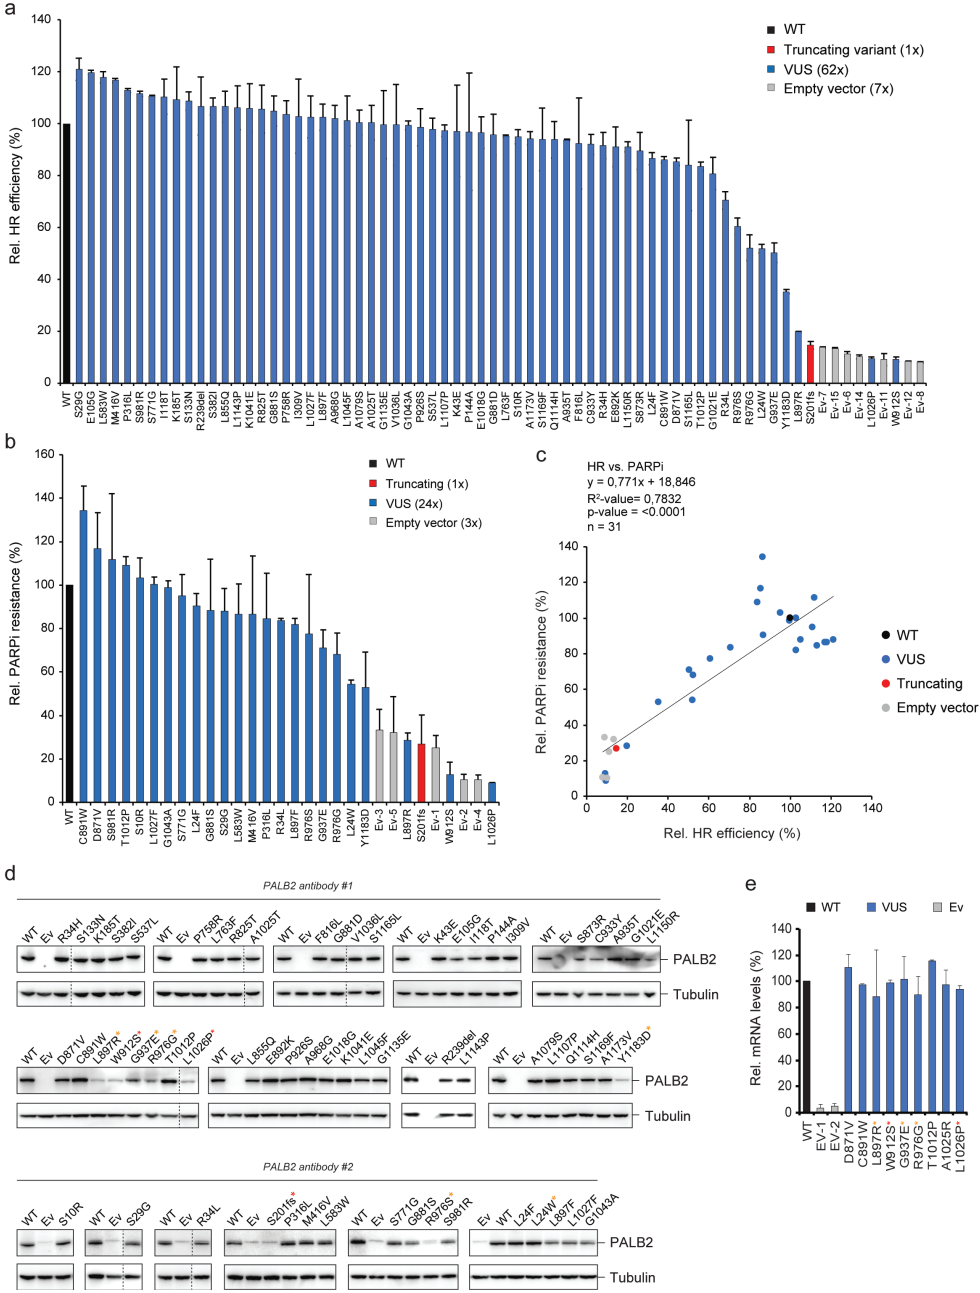 a
140
120
100
80
60
40
20
0
Rel. HR efficiency (%)
WT
Truncating variant (1x)
VUS (62x)
Empty vector (7x)
WT S29G E105G L583W M416V P316L S981R S771G I118T K185T S133N R239del S382I L855Q L1143P K1041E R825T G881S P758R I309V L1027F L897F A968G L1045F A1079S A1025T G1135E V1036L G1043A P926S S537L L1107P K43E P144A E1018G G881D L763F S10R A1173V S1169F Q1114H A935T F816L C933Y R34H E892K L1150R S873R L24F C891W D871V S1165L T1012P G1021E R34L R976S R976G L24W G937E Y1183D L897R S201fs Ev-7 Ev-15 Ev-6 Ev-14 L1026P Ev-11 W912S Ev-12 Ev-8
b
160
140
120
100
80
60
40
20
0
Rel. PARPi resistance (%)
WT
Truncating (1x)
VUS (24x)
Empty vector (3x)
WT C891W D871V S981R T1012P S10R L1027F G1043A S771G L24F G881S S29G L583W M416V P316L R34L L897F R976S G937E R976G L24W Y1183D Ev-3 Ev-5 L897R S201fs Ev-1 W912S Ev-2 Ev-4 L1026P
c
HR vs. PARPi
y = 0,771x + 18,846
R²-value= 0,7832
p-value = <0.0001
n = 31
140
120
100
80
60
40
20
0
Rel. PARPi resistance (%)
0 20 40 60 80 100 120 140
Rel. HR efficiency (%)
WT
VUS
Truncating
Empty vector
d
PALB2 antibody #1
WT Ev R34H S133N K185T S382I S537L
WT Ev P758R L763F R825T A1025T
WT Ev F816L G881D V1036L S1165L
WT Ev K43E E105G I118T P144A I309V
WT Ev S873R C933Y A935T G1021E L1150R
PALB2
Tubulin
WT Ev D871V C891W L897R* W912S* G937E* R976G* T1012P L1026P*
WT Ev L855Q E892K P926S A968G E1018G K1041E L1045F G1135E
WT Ev R239del L1143P
WT Ev A1079S L1107P Q1114H S1169F A1173V Y1183D*
PALB2
Tubulin
PALB2 antibody #2
WT Ev S10R
WT Ev S29G
WT Ev R34L
WT Ev S201fs* P316L M416V L583W
WT Ev S771G G881S R976S* S981R
Ev WT L24F L24W* L897F L1027F G1043A
PALB2
Tubulin
e
WT VUS Ev
140
120
100
80
60
40
20
0
Rel. mRNA levels (%)
WT EV-1 EV-2 D871V C891W L897R* W912S* G937E* R976G* T1012P A1025R L1026P*